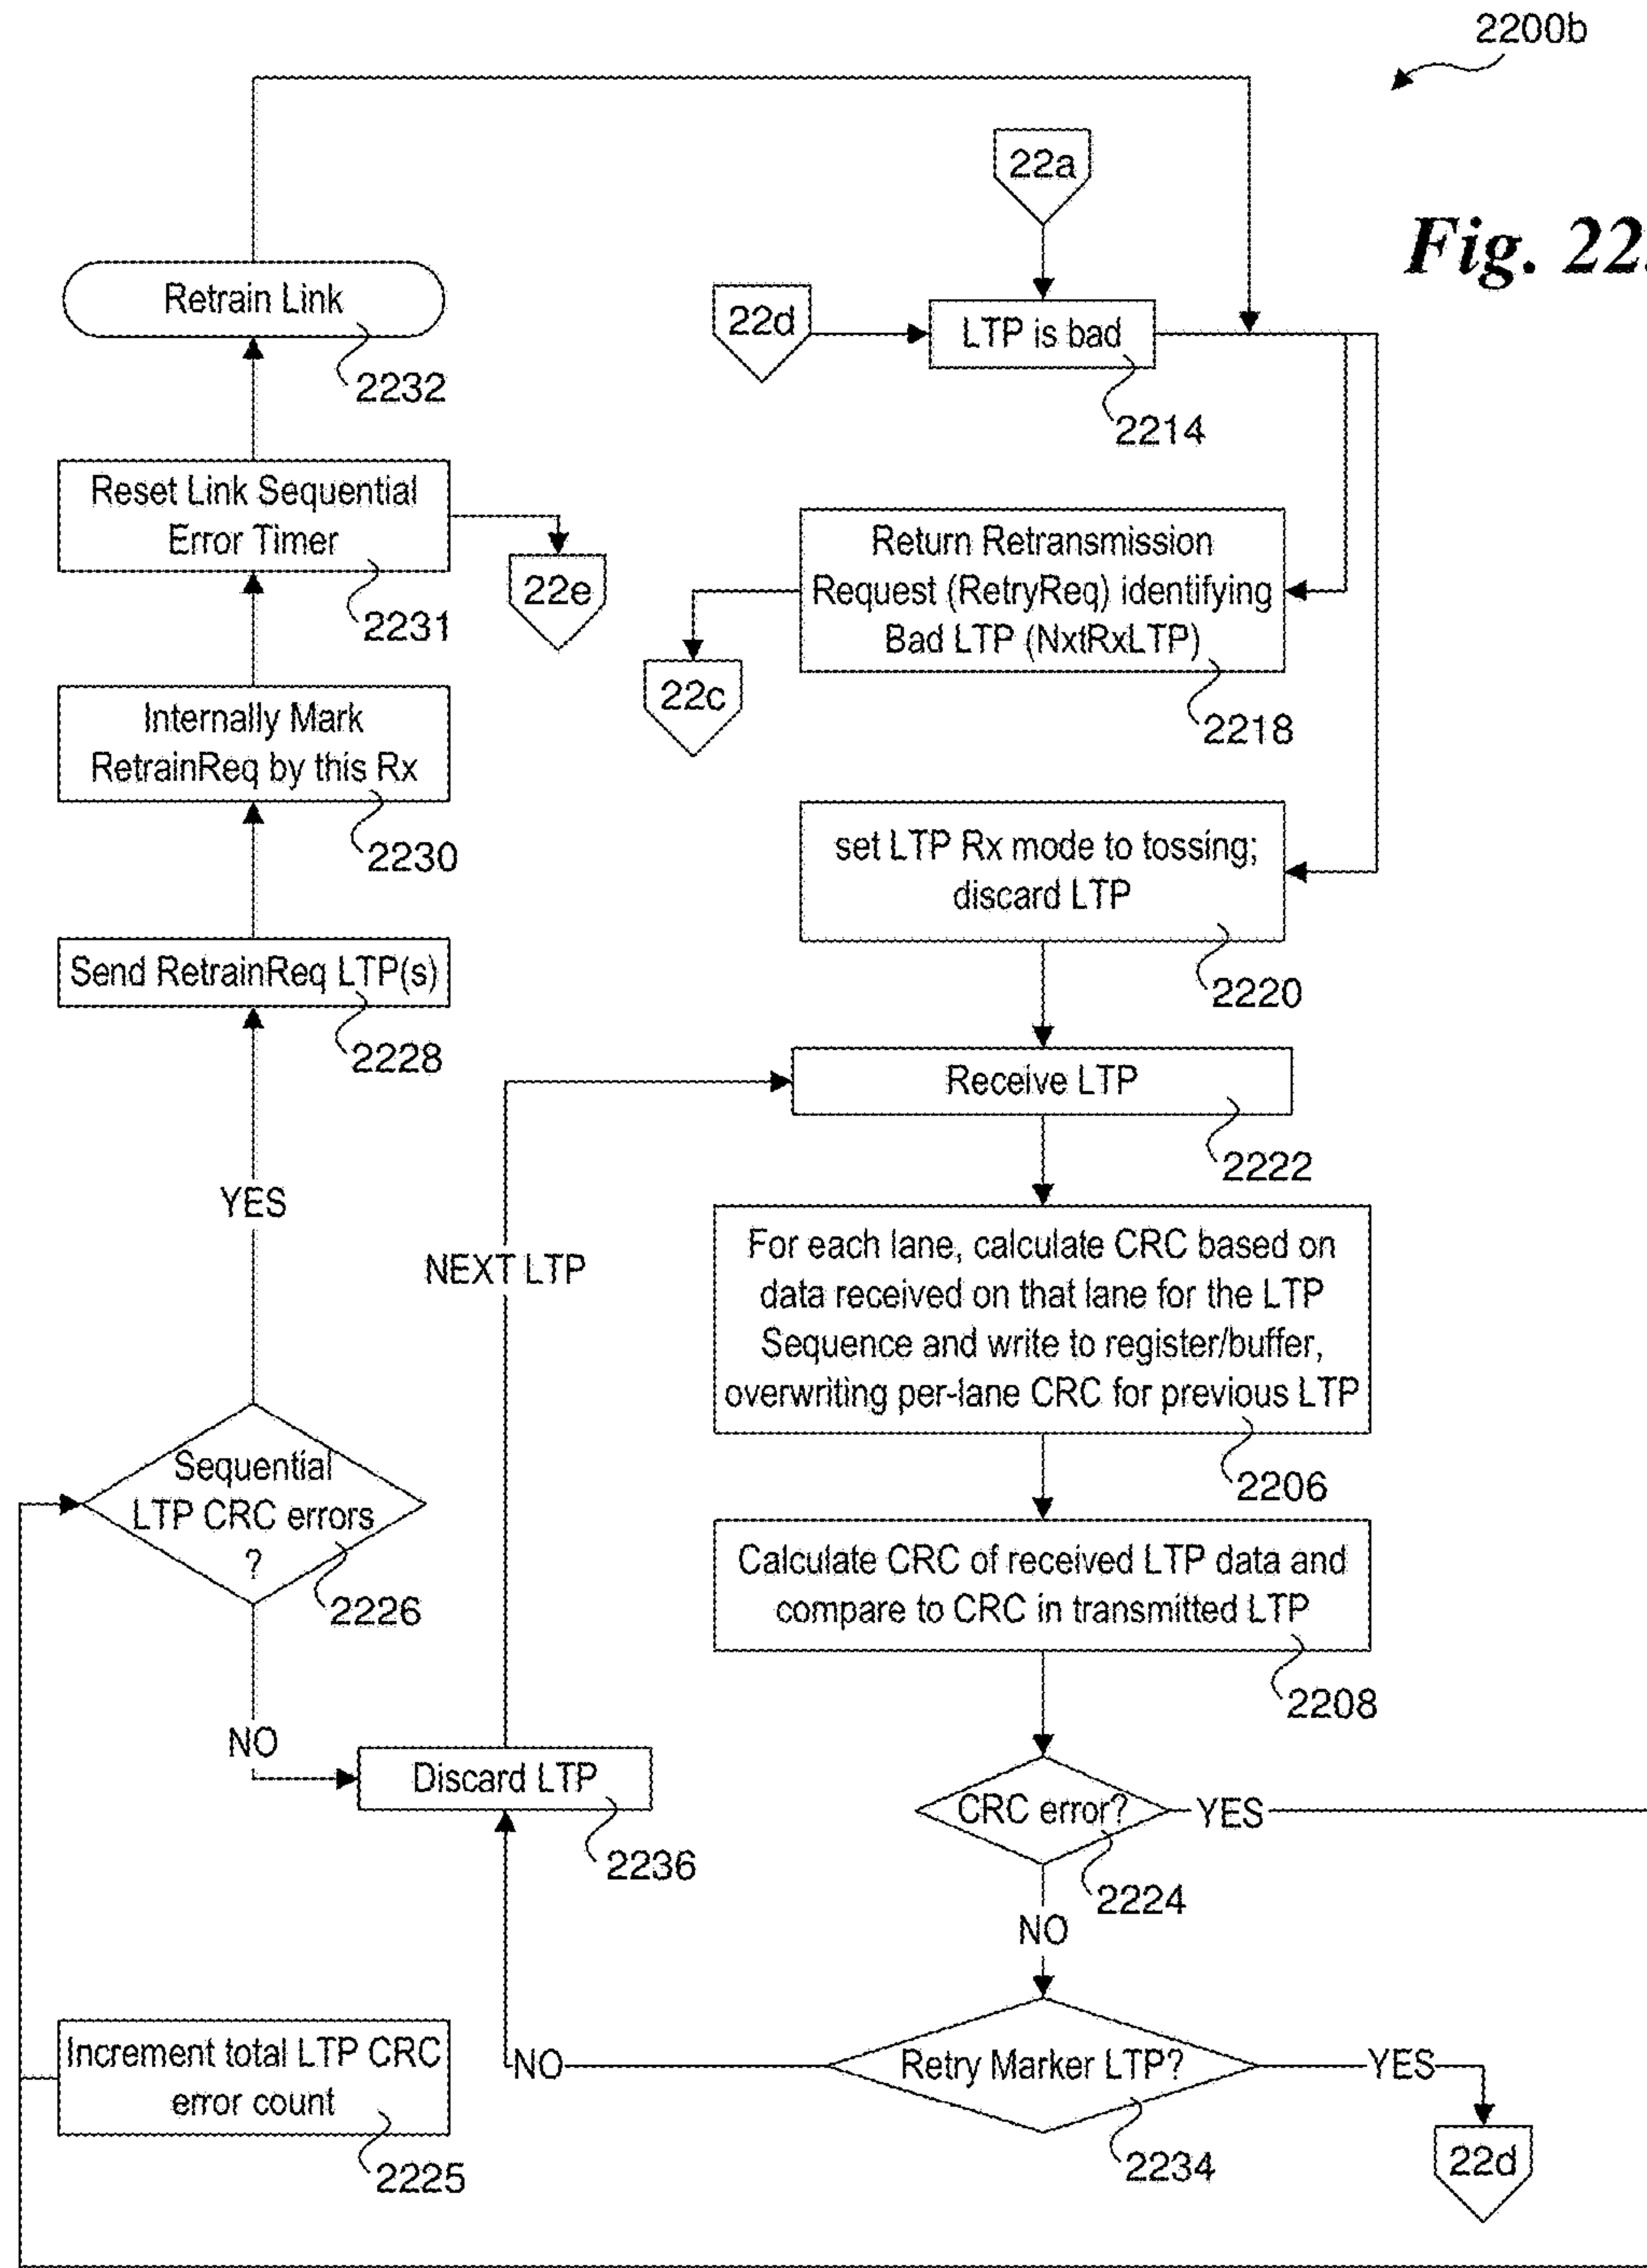 2200b
22a
Fig. 22
Retrain Link
2232
22d
LTP is bad
2214
Reset Link Sequential
Error Timer
2231
22e
Return Retransmission
Request (RetryReq) identifying
Bad LTP (NxtRxLTP)
2218
22c
Internally Mark
RetrainReq by this Rx
2230
set LTP Rx mode to tossing;
discard LTP
2220
Send RetrainReq LTP(s)
2228
Receive LTP
2222
YES
NEXT LTP
For each lane, calculate CRC based on
data received on that lane for the LTP
Sequence and write to register/buffer,
overwriting per-lane CRC for previous LTP
2206
Sequential
LTP CRC errors
?
2226
Calculate CRC of received LTP data and
compare to CRC in transmitted LTP
2208
NO
Discard LTP
2236
CRC error?
YES
2224
NO
Increment total LTP CRC
error count
2225
NO
Retry Marker LTP?
YES
2234
22d